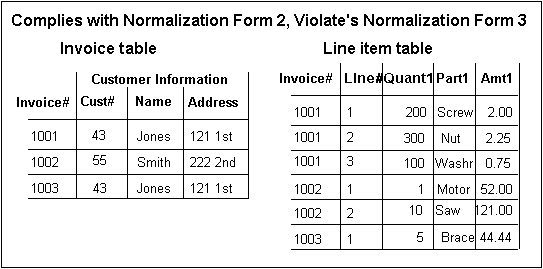 Complies with Normalization Form 2, Violate's Normalization Form 3
Invoice table
Line item table
Customer Information
Invoice# Cust# Name Address
1001 43 Jones 121 1st
1002 55 Smith 222 2nd
1003 43 Jones 121 1st
Invoice# LIne# Quant1 Part1 Amt1
1001 1 200 Screw 2.00
1001 2 300 Nut 2.25
1001 3 100 Washr 0.75
1002 1 1 Motor 52.00
1002 2 10 Saw 121.00
1003 1 5 Brace 44.44